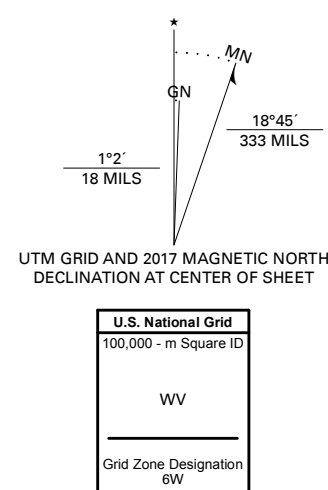 ★
MN
GN
18°45´
333 MILS
1°2´
18 MILS
UTM GRID AND 2017 MAGNETIC NORTH
DECLINATION AT CENTER OF SHEET
U.S. National Grid
100,000 - m Square ID
WV
Grid Zone Designation
6W